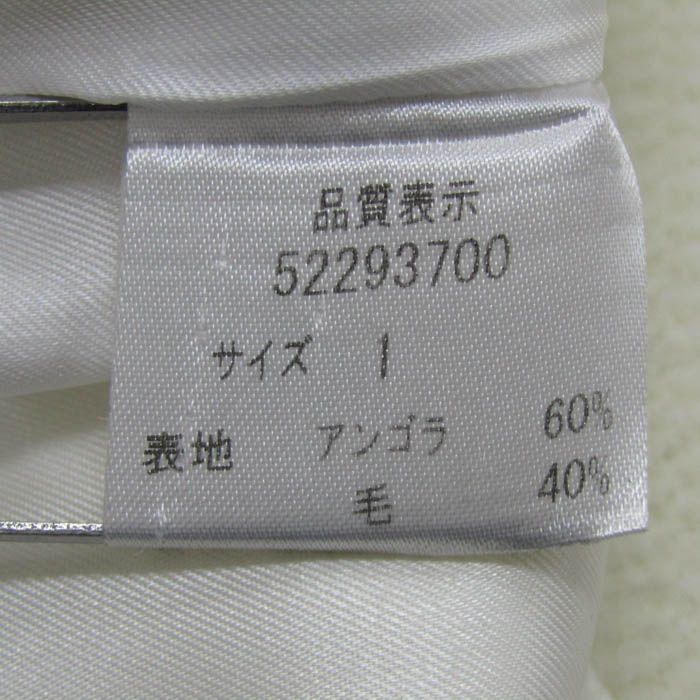 品質表示
52293700
サイズ 1
表地 アンゴラ 60%
毛 40%